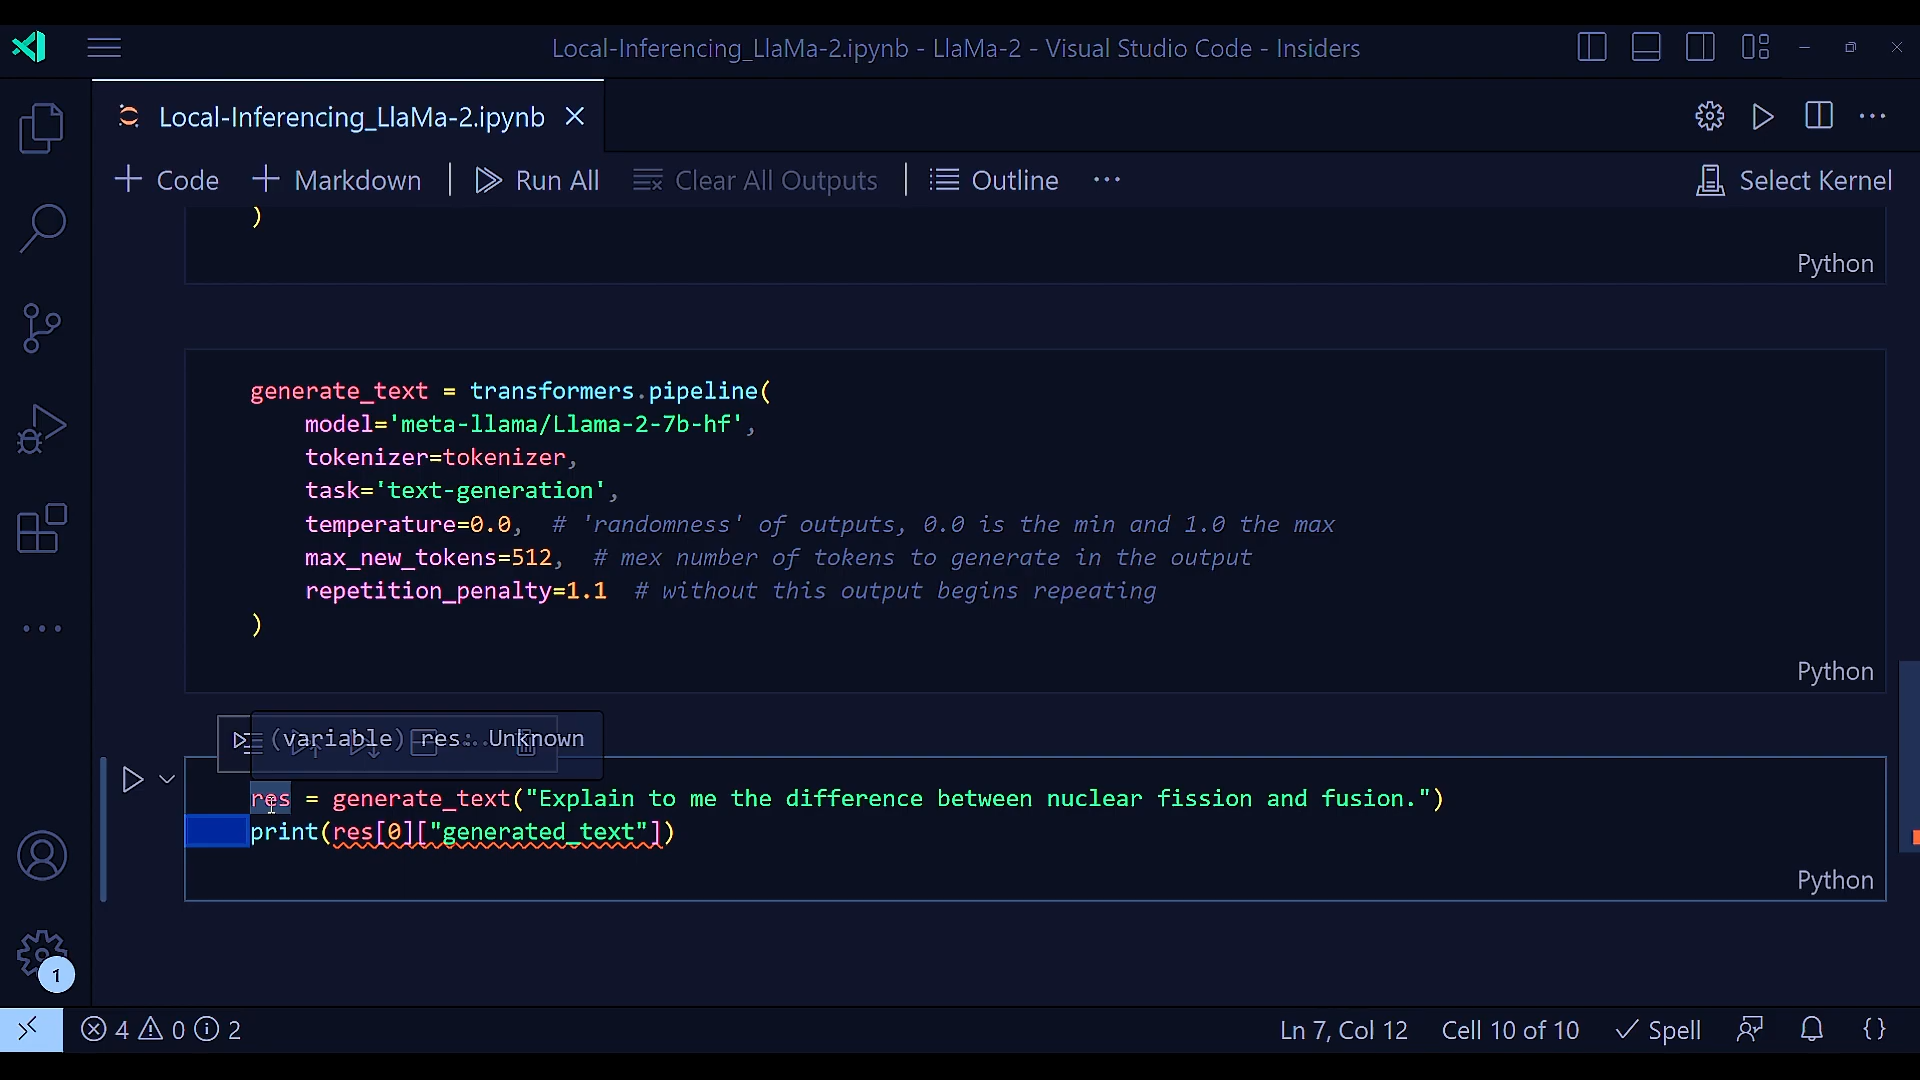 Local-Inferencing_LlaMa-2.ipynb - LlaMa-2 - Visual Studio Code - Insiders
Local-Inferencing_LlaMa-2.ipynb
Code Markdown Run All Clear All Outputs Outline ... Select Kernel
)
Python
generate_text = transformers.pipeline(
model='meta-llama/Llama-2-7b-hf',
tokenizer=tokenizer,
task='text-generation',
temperature=0.0, # 'randomness' of outputs, 0.0 is the min and 1.0 the max
max_new_tokens=512, # mex number of tokens to generate in the output
repetition_penalty=1.1 # without this output begins repeating
)
Python
(variable) res: Unknown
res = generate_text("Explain to me the difference between nuclear fission and fusion.")
print(res[0]["generated_text"])
Python
1
4 0 2 Ln 7, Col 12 Cell 10 of 10 Spell {}